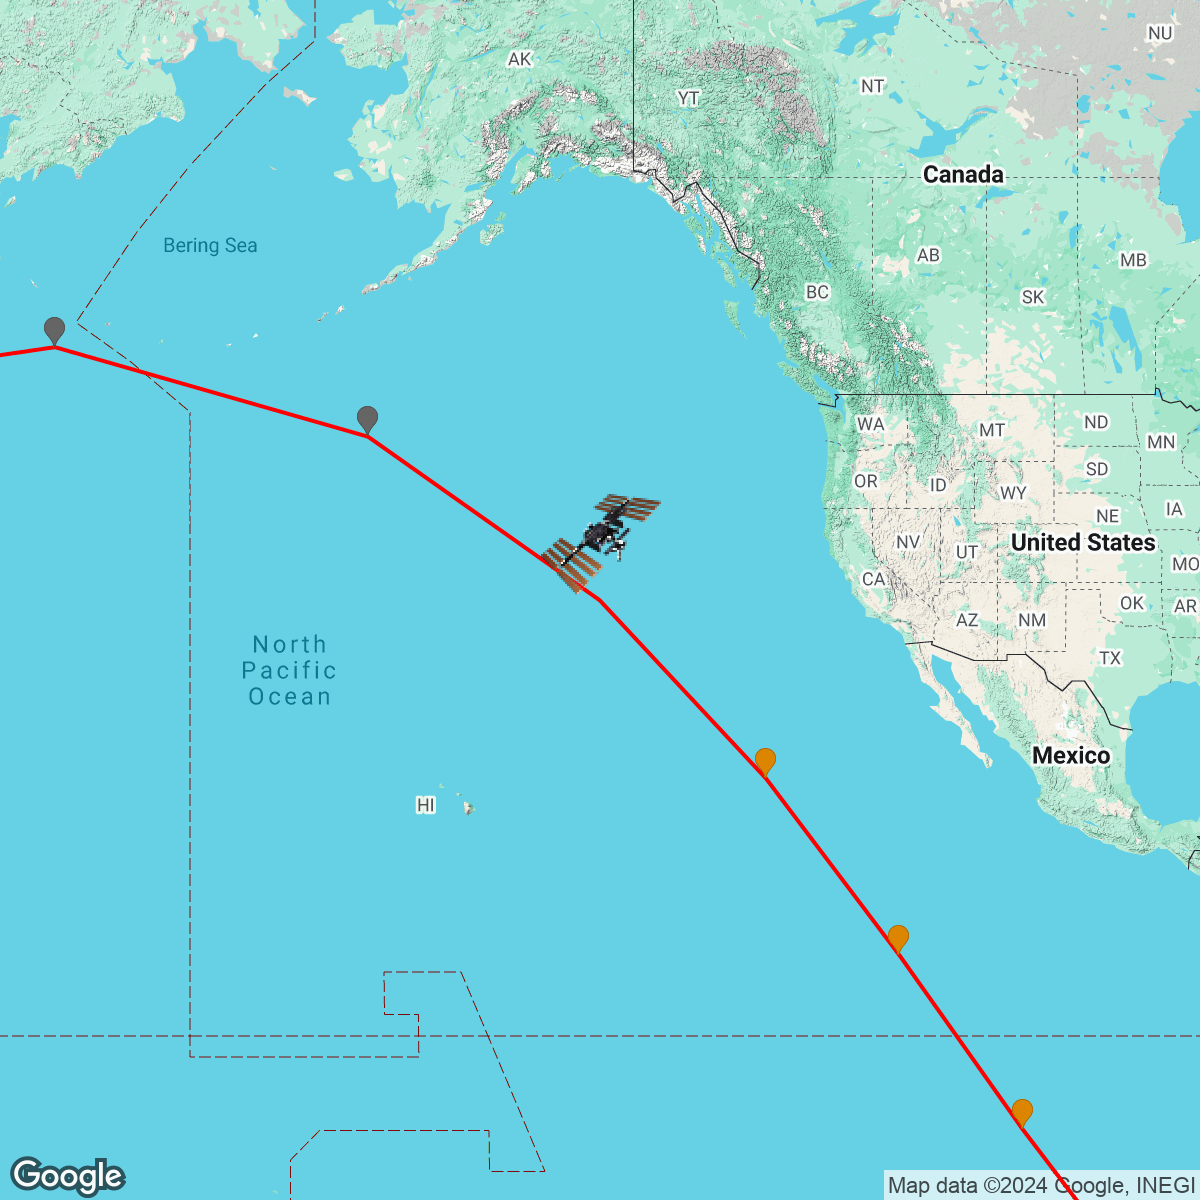 NU
AK
NT
YT
Canada
Bering Sea
AB
MB
BC
SK
WA
MT
ND
MN
SD
OR
ID
WY
IA
NE
NV
UT
United States
MO
CA
OK
AR
AZ
NM
TX
North
Pacific
Ocean
Mexico
HI
Google
Map data ©2024 Google, INEGI